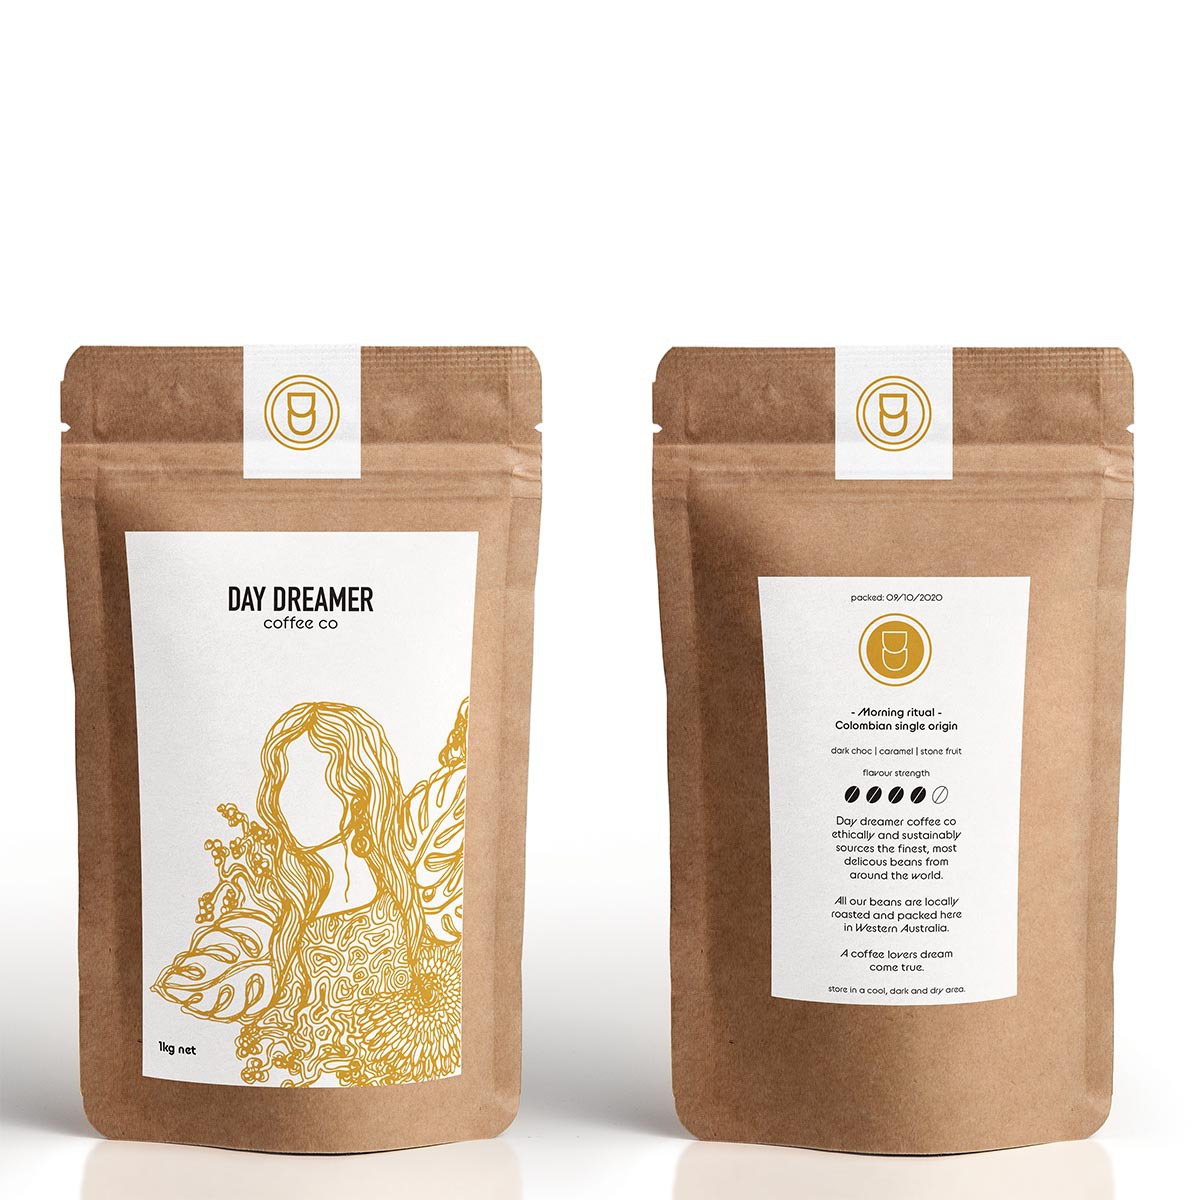 DAY DREAMER
coffee co
1kg net
packed: 09/10/2020
- Morning ritual -
Colombian single origin
dark choc | caramel | stone fruit
flavour strength
Day dreamer coffee co
ethically and sustainably
sources the finest, most
delicous beans from
around the world.
All our beans are locally
roasted and packed here
in Western Australia.
A coffee lovers dream
come true.
store in a cool, dark and dry area.